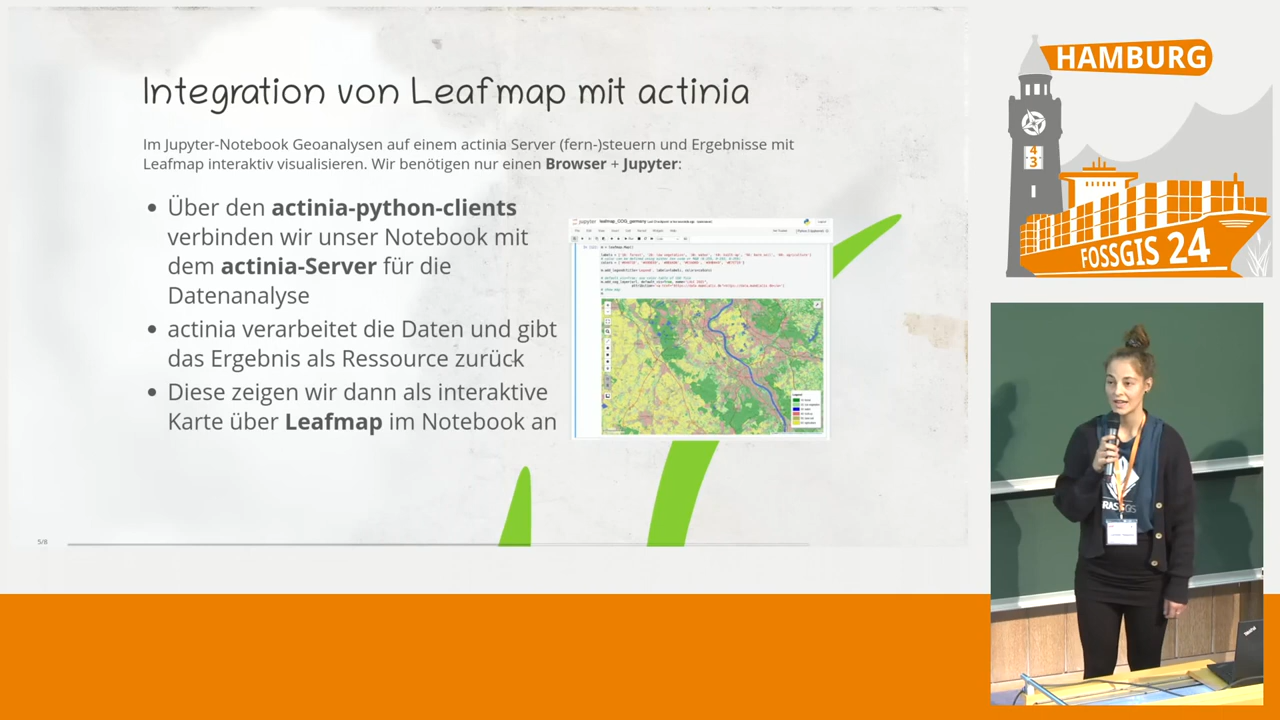 Integration von Leafmap mit actinia
Im Jupyter-Notebook Geoanalysen auf einem actinia Server (fern-)steuern und Ergebnisse mit
Leafmap interaktiv visualisieren. Wir benötigen nur einen Browser + Jupyter:
• Über den actinia-python-clients
verbinden wir unser Notebook mit
dem actinia-Server für die
Datenanalyse
• actinia verarbeitet die Daten und gibt
das Ergebnis als Ressource zurück
• Diese zeigen wir dann als interaktive
Karte über Leafmap im Notebook an
5/8
HAMBURG
4
3
FOSSGIS 24